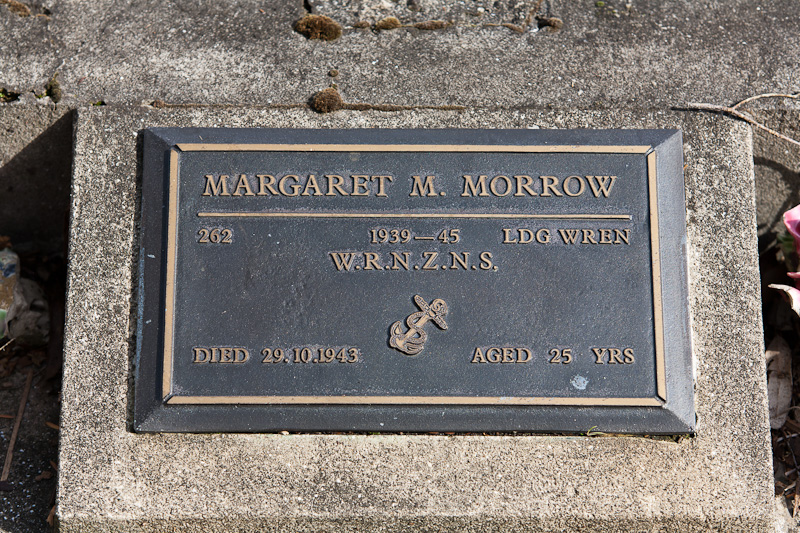 MARGARET M. MORROW
262 1939—45 LDG WREN
W.R.N.Z.N.S.
DIED 29.10.1943 AGED 25 YRS